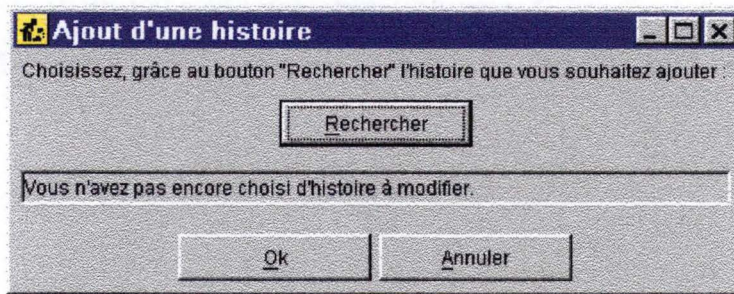 Ajout d'une histoire
Choisissez, grâce au bouton "Rechercher" l'histoire que vous souhaitez ajouter :
Rechercher
Vous n'avez pas encore choisi d'histoire à modifier.
Ok
Annuler